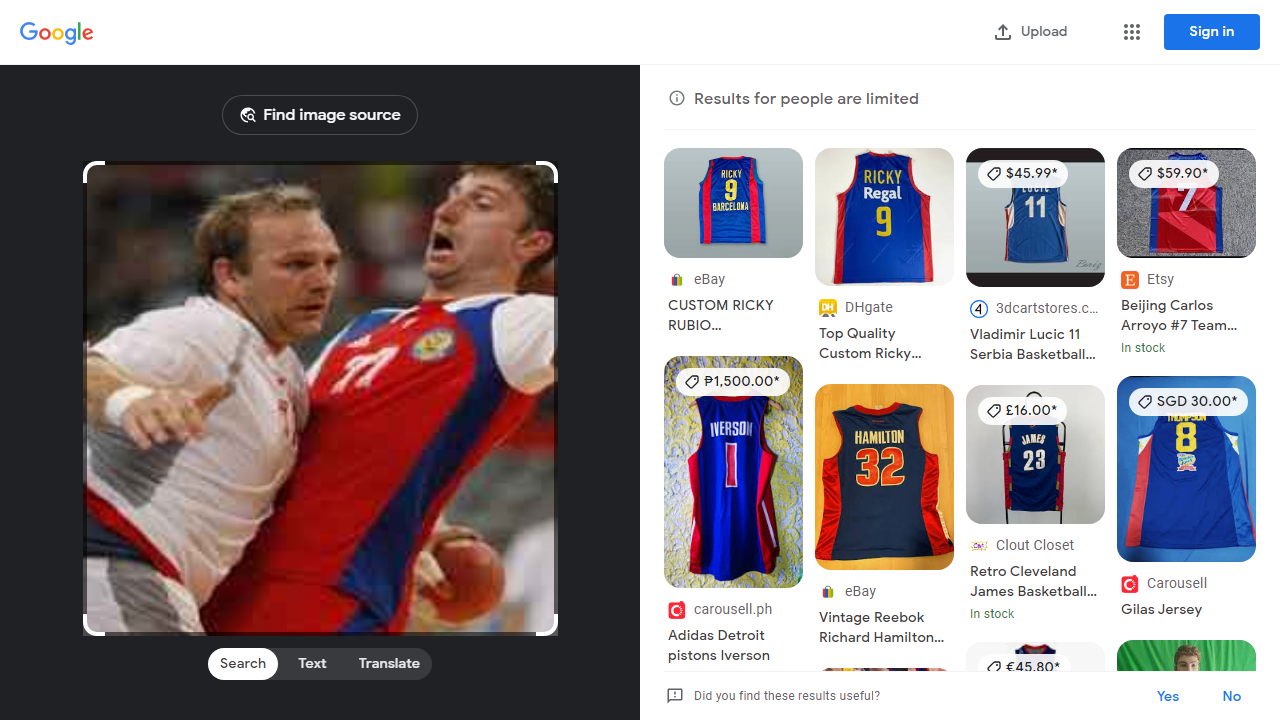 Google
Upload
Sign in
Find image source
Search
Text
Translate
Results for people are limited
RICKY
9
BARCELONA
eBay
CUSTOM RICKY
RUBIO...
RICKY
Regal
9
DHgate
Top Quality
Custom Ricky...
$45.99*
11
3dcartstores.c...
Vladimir Lucic 11
Serbia Basketball...
$59.90*
7
Etsy
Beijing Carlos
Arroyo #7 Team...
In stock
₱1,500.00*
IVERSON
1
carousell.ph
Adidas Detroit
pistons Iverson
HAMILTON
32
eBay
Vintage Reebok
Richard Hamilton...
£16.00*
JAMES
23
Clout Closet
Retro Cleveland
James Basketball...
In stock
SGD 30.00*
THOMPSON
8
Carousell
Gilas Jersey
€45.80*
Did you find these results useful?
Yes
No